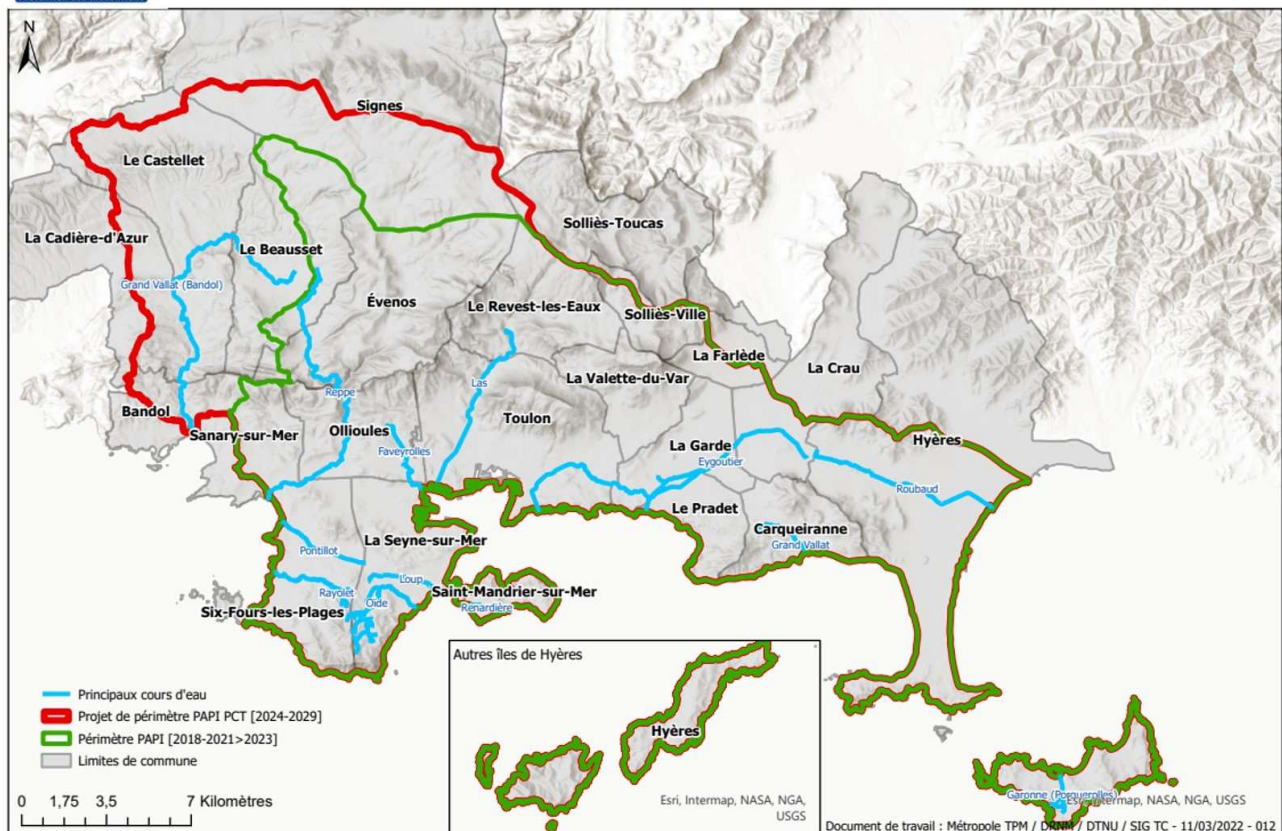 N
Signes
Le Castellet
Solliès-Toucas
La Cadière-d'Azur
Le Beausset
Grand Vallat (Bandol)
Évenos
Le Revest-les-Eaux
Solliès-Ville
La Farlède
La Crau
La Valette-du-Var
Las
Reppe
Bandol
Toulon
Sanary-sur-Mer
Ollioules
Hyères
La Garde
Faveyrolles
Eygoutier
Roubaud
Le Pradet
Carqueiranne
Grand Vallat
La Seyne-sur-Mer
Pontillot
Loup
Rayolet
Oïde
Saint-Mandrier-sur-Mer
Renardière
Six-Fours-les-Plages
Autres îles de Hyères
Hyères
Esri, Intermap, NASA, NGA,
USGS
Principaux cours d'eau
Projet de périmètre PAPI PCT [2024-2029]
Périmètre PAPI [2018-2021>2023]
Limites de commune
0 1,75 3,5 7 Kilomètres
Garonne (Porquerolles)
Esri, Intermap, NASA, NGA, USGS
Document de travail : Métropole TPM / DRNM / DTNU / SIG TC - 11/03/2022 - 012